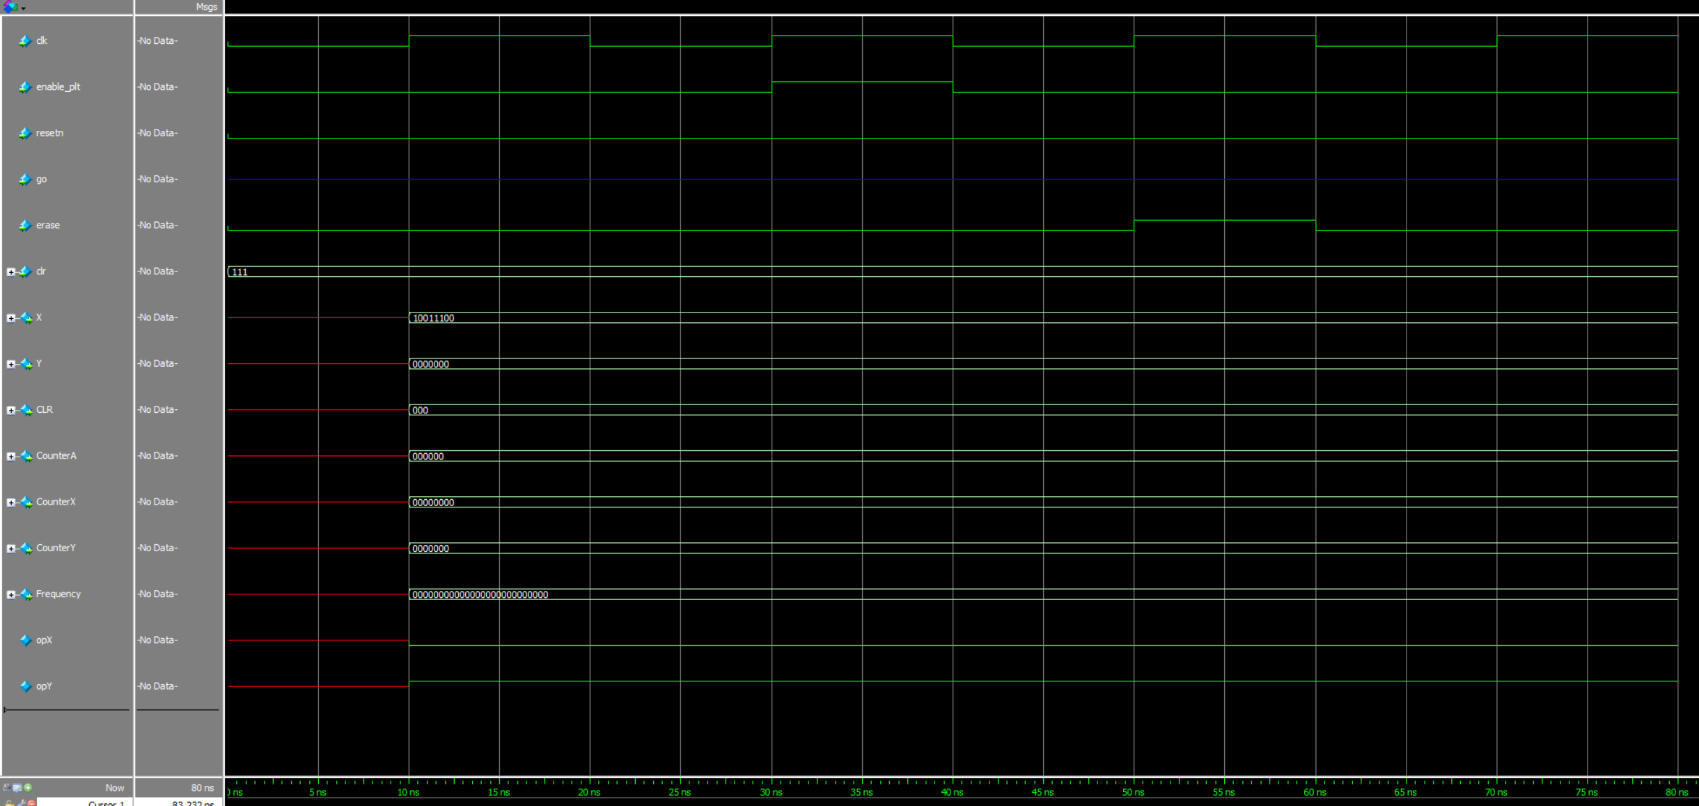 Msgs
clk -No Data-
enable_plt -No Data-
resetn -No Data-
go -No Data-
erase -No Data-
clr -No Data- 111
X -No Data- 10011100
Y -No Data- 0000000
CLR -No Data- 000
CounterA -No Data- 000000
CounterX -No Data- 00000000
CounterY -No Data- 0000000
Frequency -No Data-
opX -No Data-
opY -No Data-
Now 80 ns
ns 5 ns 10 ns 15 ns 20 ns 25 ns 30 ns 35 ns 40 ns 45 ns 50 ns 55 ns 60 ns 65 ns 70 ns 75 ns 80 ns
Cursor 1 83.232 ns